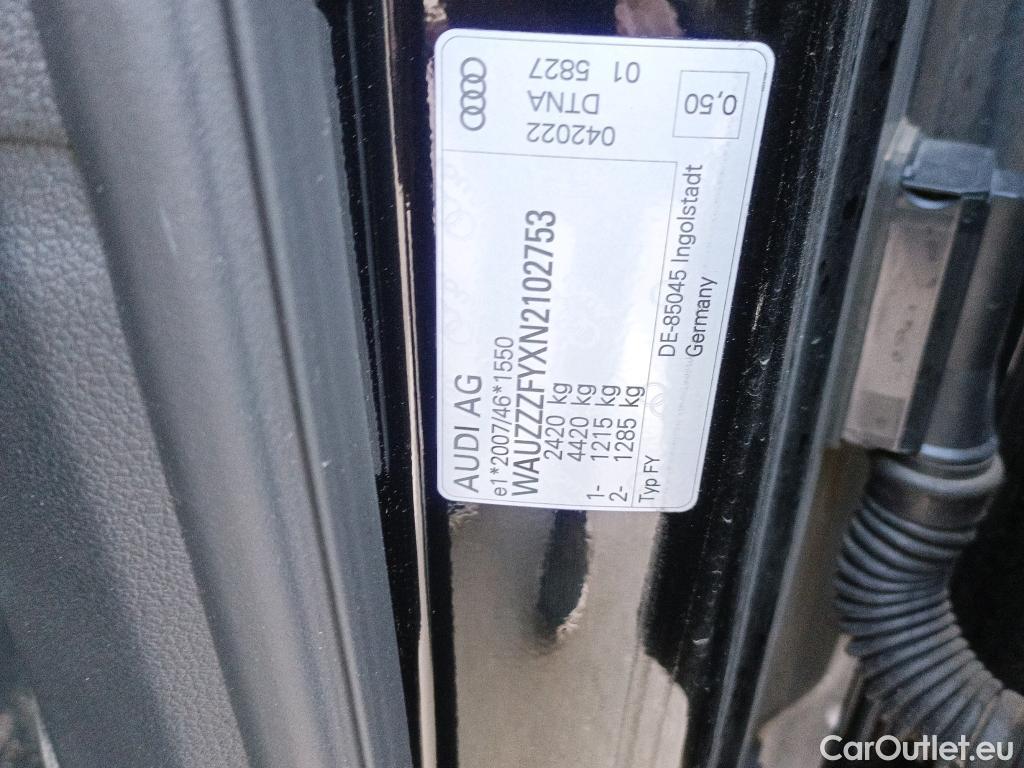 AUDI AG
e1*2007/46*1550
WAUZZZFYXN2102753
2420 kg
4420 kg
1- 1215 kg
2- 1285 kg
Typ FY
DE-85045 Ingolstadt
Germany
042022
DTNA
01 5827
0,50
CarOutlet.eu